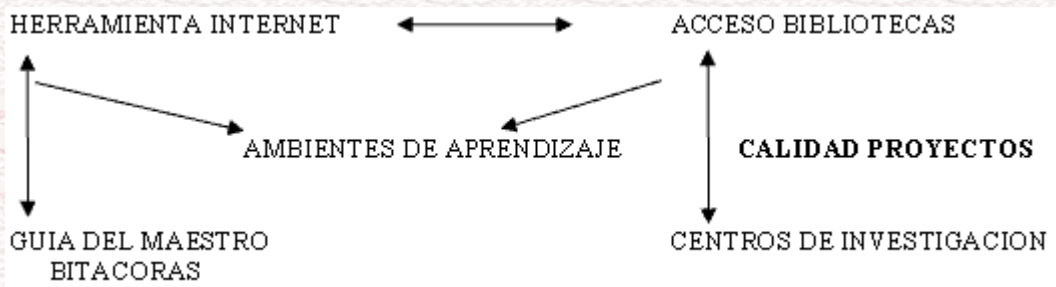 HERRAMIENTA INTERNET
ACCESO BIBLIOTECAS
AMBIENTES DE APRENDIZAJE
CALIDAD PROYECTOS
GUIA DEL MAESTRO
BITACORAS
CENTROS DE INVESTIGACION